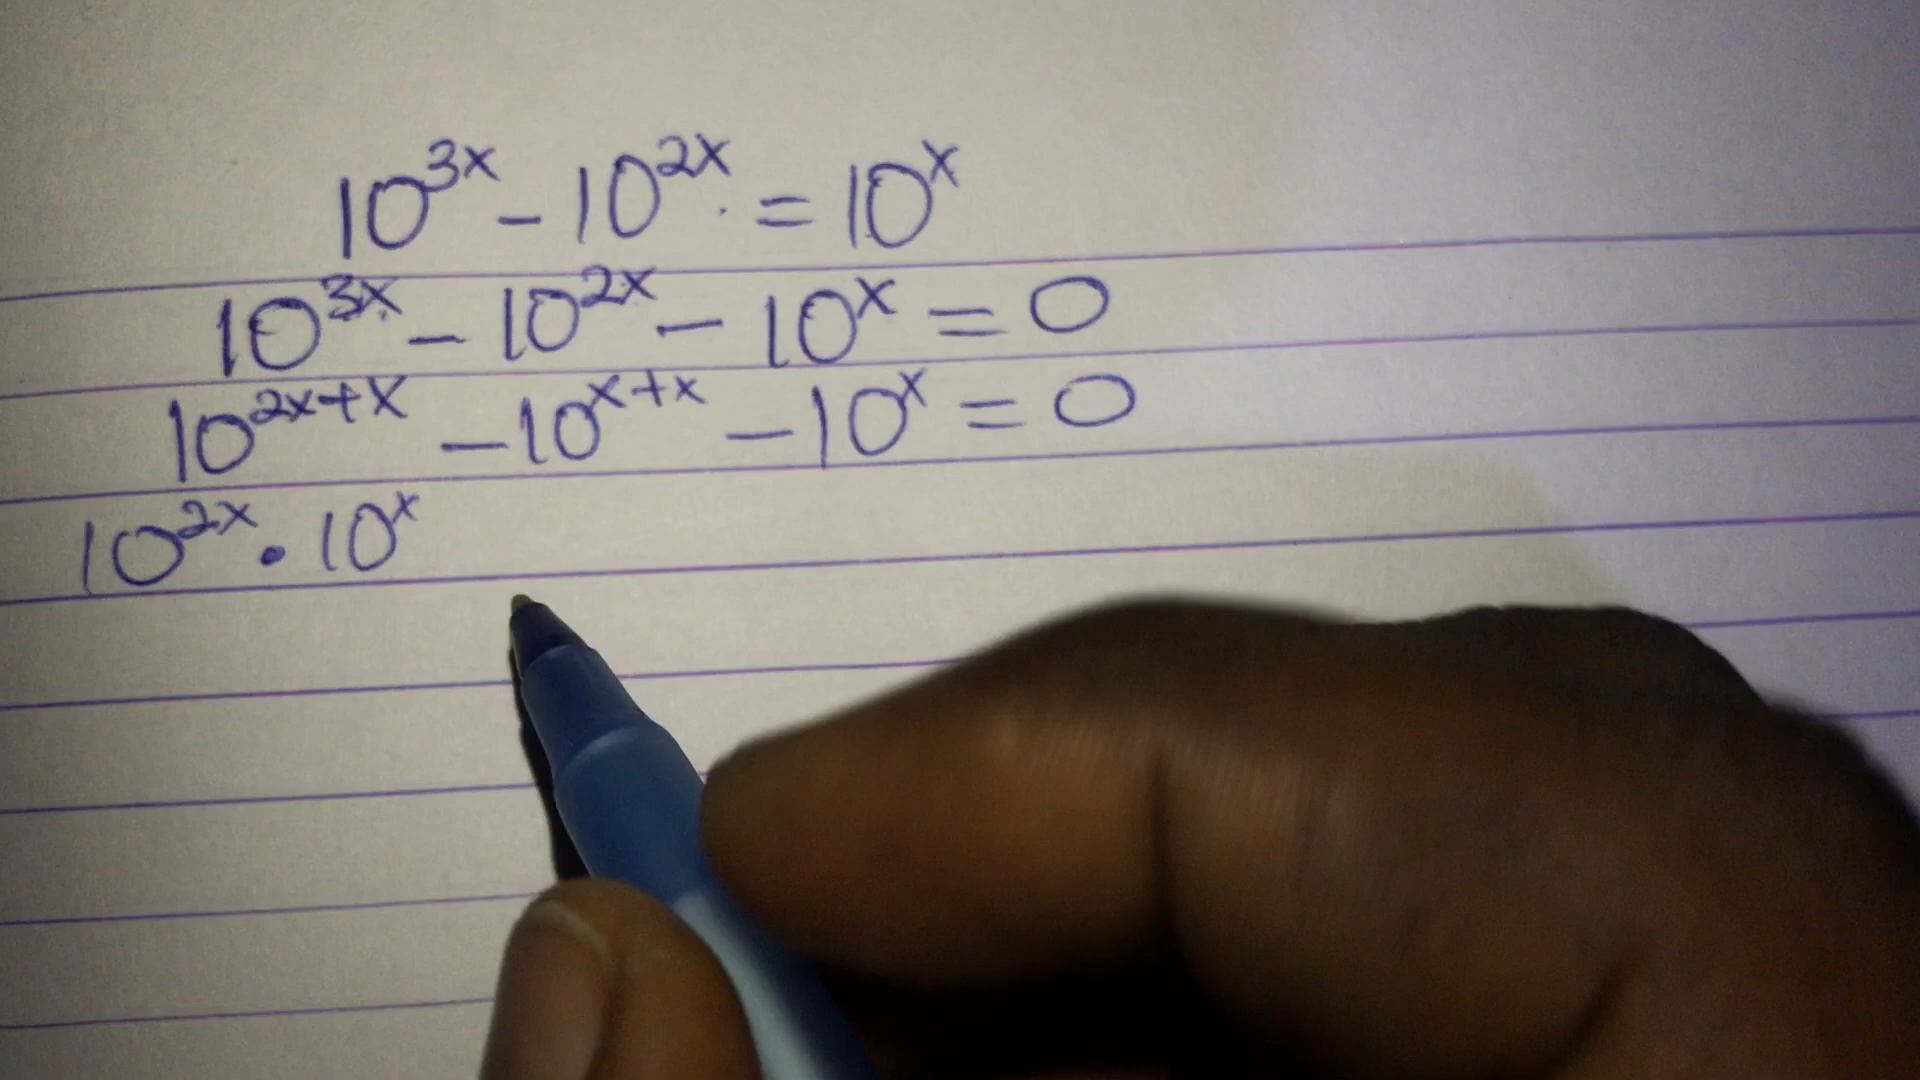 10^{3x} - 10^{2x} = 10^x
10^{3x} - 10^{2x} - 10^x = 0
10^{2x+x} - 10^{x+x} - 10^x = 0
10^{2x} · 10^x